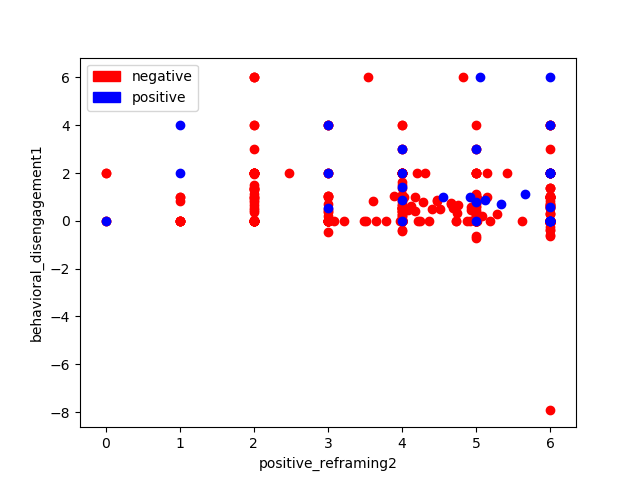 negative
positive
6
4
2
0
−2
−4
−6
−8
behavioral_disengagement1
0 1 2 3 4 5 6
positive_reframing2